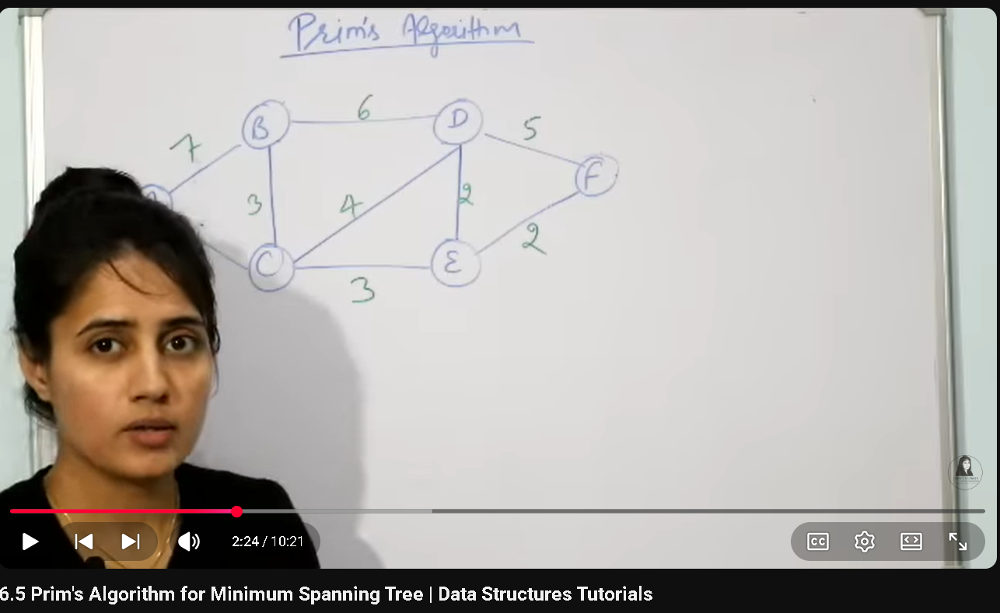 Prim's Algorithm
B
6
D
5
7
F
3
4
2
2
C
E
3
CC
2:24 / 10:21
6.5 Prim's Algorithm for Minimum Spanning Tree | Data Structures Tutorials